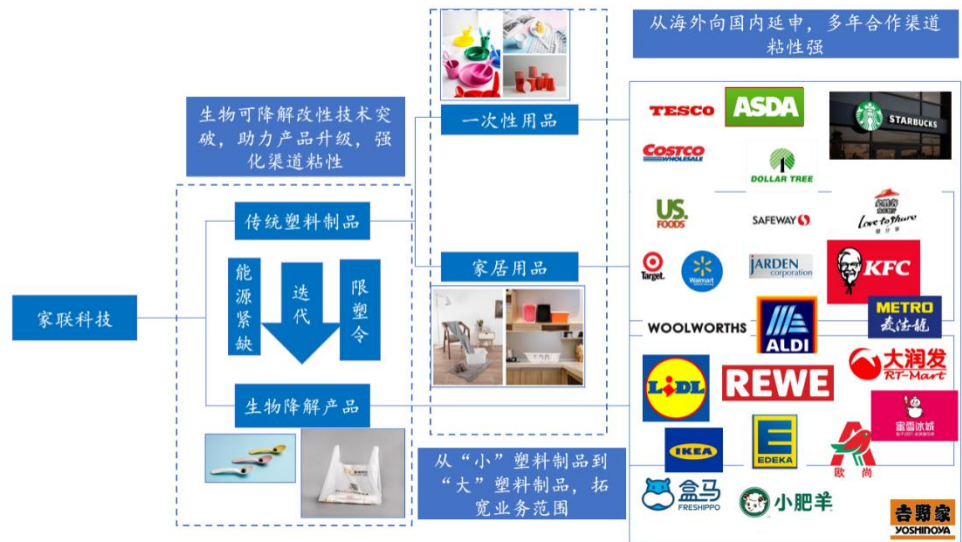 从海外向国内延申，多年合作渠道
粘性强
生物可降解改性技术突
破，助力产品升级，强
化渠道粘性
一次性用品
传统塑料制品
家居用品
家联科技
能源紧缺
迭代
限塑令
生物降解产品
从“小”塑料制品到
“大”塑料制品，拓
宽业务范围
TESCO
ASDA
STARBUCKS
COSTCO
WHOLESALE
DOLLAR TREE
US.
FOODS
SAFEWAY
必胜客
Love to share
Target.
Walmart
JARDEN
corporation
KFC
WOOLWORTHS
ALDI
METRO
麦德龙
LiDL
REWE
大润发
RT-Mart
蜜雪冰城
IKEA
E
EDEKA
欧尚
盒马
FRESHIPPO
小肥羊
吉野家
YOSHINOYA